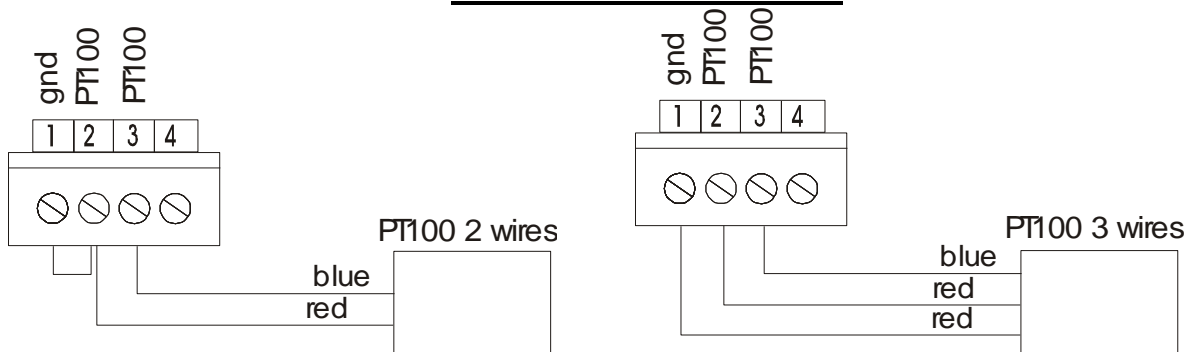 gnd
PT100
PT100
1 2 3 4
PT100 2 wires
blue
red
gnd
PT100
PT100
1 2 3 4
PT100 3 wires
blue
red
red